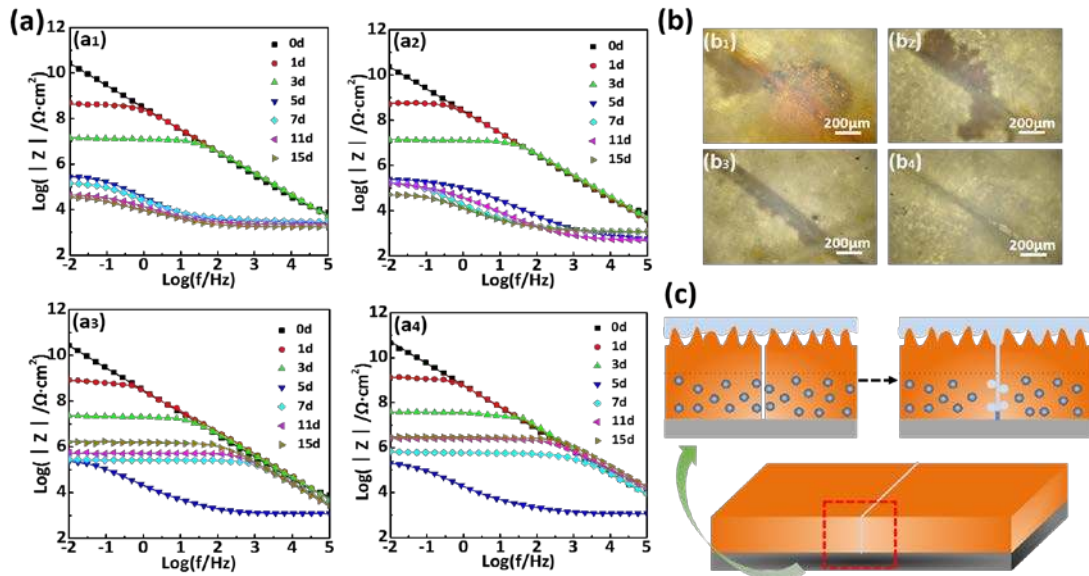 (a)
(a1)
Log( | Z | /Ω·cm²)
12
10
8
6
4
2
0d
1d
3d
5d
7d
11d
15d
-2 -1 0 1 2 3 4 5
Log(f/Hz)
(a2)
Log( | Z | /Ω·cm²)
12
10
8
6
4
2
0d
1d
3d
5d
7d
11d
15d
-2 -1 0 1 2 3 4 5
Log(f/Hz)
(a3)
Log( | Z | /Ω·cm²)
12
10
8
6
4
2
0d
1d
3d
5d
7d
11d
15d
-2 -1 0 1 2 3 4 5
Log(f/Hz)
(a4)
Log( | Z | /Ω·cm²)
12
10
8
6
4
2
0d
1d
3d
5d
7d
11d
15d
-2 -1 0 1 2 3 4 5
Log(f/Hz)
(b)
(b1)
200μm
(b2)
200μm
(b3)
200μm
(b4)
200μm
(c)